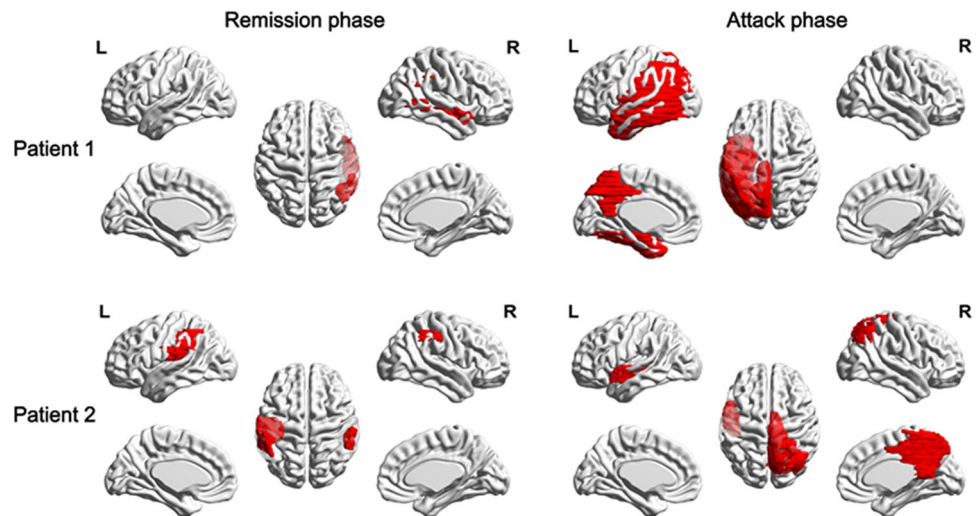 Remission phase
Attack phase
L
R
L
R
Patient 1
L
R
L
R
Patient 2